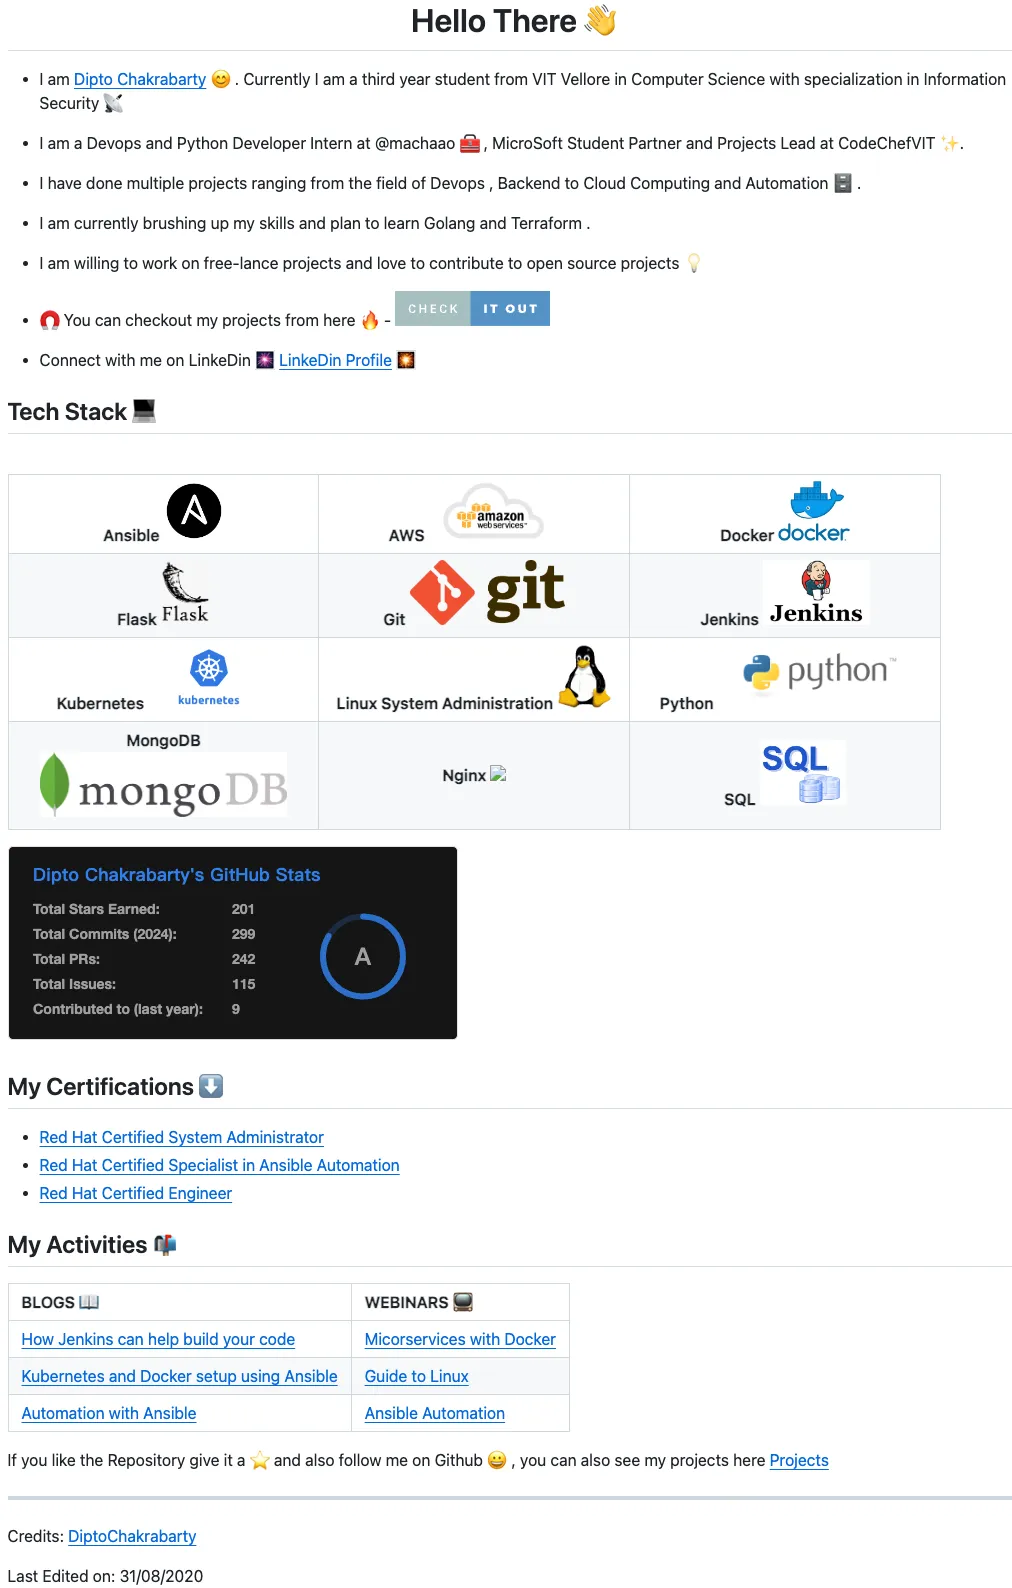 Hello There 👋
• I am Dipto Chakrabarty 😊 . Currently I am a third year student from VIT Vellore in Computer Science with specialization in Information
Security 📡
• I am a Devops and Python Developer Intern at @machaao 🧰 , MicroSoft Student Partner and Projects Lead at CodeChefVIT ✨.
• I have done multiple projects ranging from the field of Devops , Backend to Cloud Computing and Automation 🗄️ .
• I am currently brushing up my skills and plan to learn Golang and Terraform .
• I am willing to work on free-lance projects and love to contribute to open source projects 💡
• 🧲 You can checkout my projects from here 🔥 - CHECK IT OUT
• Connect with me on LinkeDin 🎆 LinkeDin Profile 💥
Tech Stack 💻
Ansible A
AWS amazon web services™
Docker docker
Flask Flask
Git git
Jenkins Jenkins
Kubernetes kubernetes
Linux System Administration
Python python™
MongoDB
mongoDB
Nginx
SQL SQL
Dipto Chakrabarty's GitHub Stats
Total Stars Earned: 201
Total Commits (2024): 299
Total PRs: 242
Total Issues: 115
Contributed to (last year): 9
A
My Certifications ⬇️
• Red Hat Certified System Administrator
• Red Hat Certified Specialist in Ansible Automation
• Red Hat Certified Engineer
My Activities 📬
BLOGS 📖 WEBINARS 📺
How Jenkins can help build your code Micorservices with Docker
Kubernetes and Docker setup using Ansible Guide to Linux
Automation with Ansible Ansible Automation
If you like the Repository give it a ⭐ and also follow me on Github 😀 , you can also see my projects here Projects
Credits: DiptoChakrabarty
Last Edited on: 31/08/2020